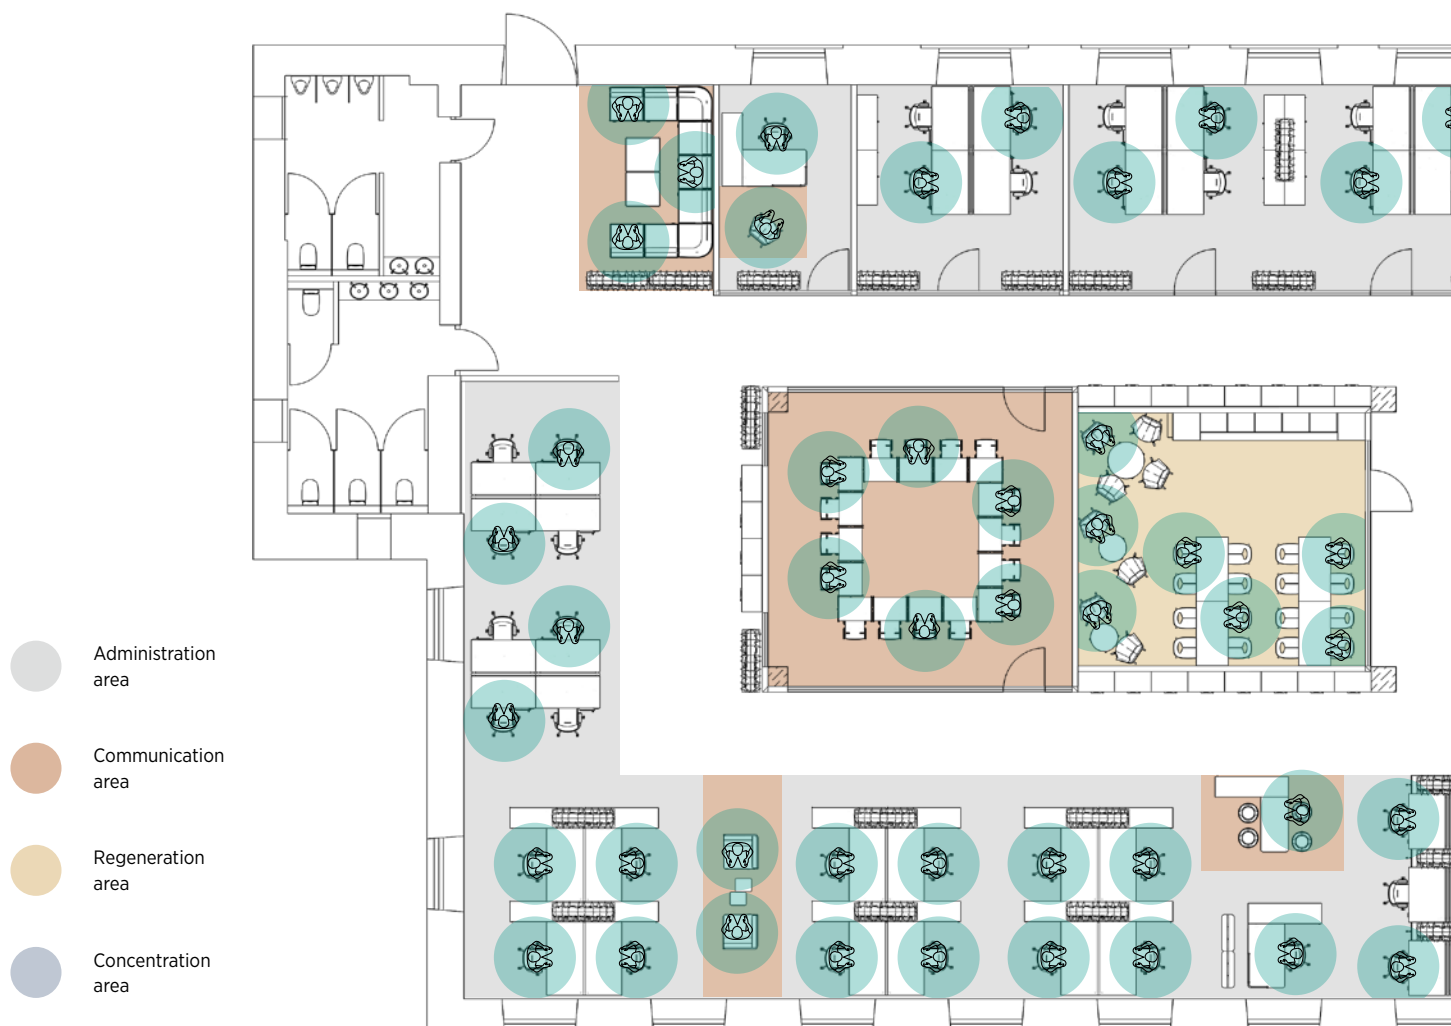 Administration
area
Communication
area
Regeneration
area
Concentration
area